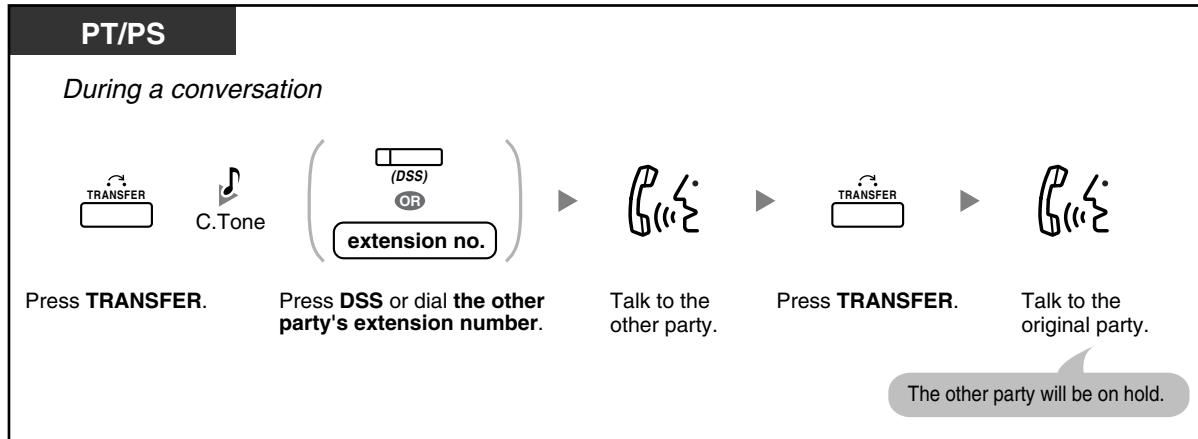 PT/PS
During a conversation
TRANSFER
C.Tone
(DSS)
OR
extension no.
TRANSFER
Press TRANSFER.
Press DSS or dial the other
party's extension number.
Talk to the
other party.
Press TRANSFER.
Talk to the
original party.
The other party will be on hold.